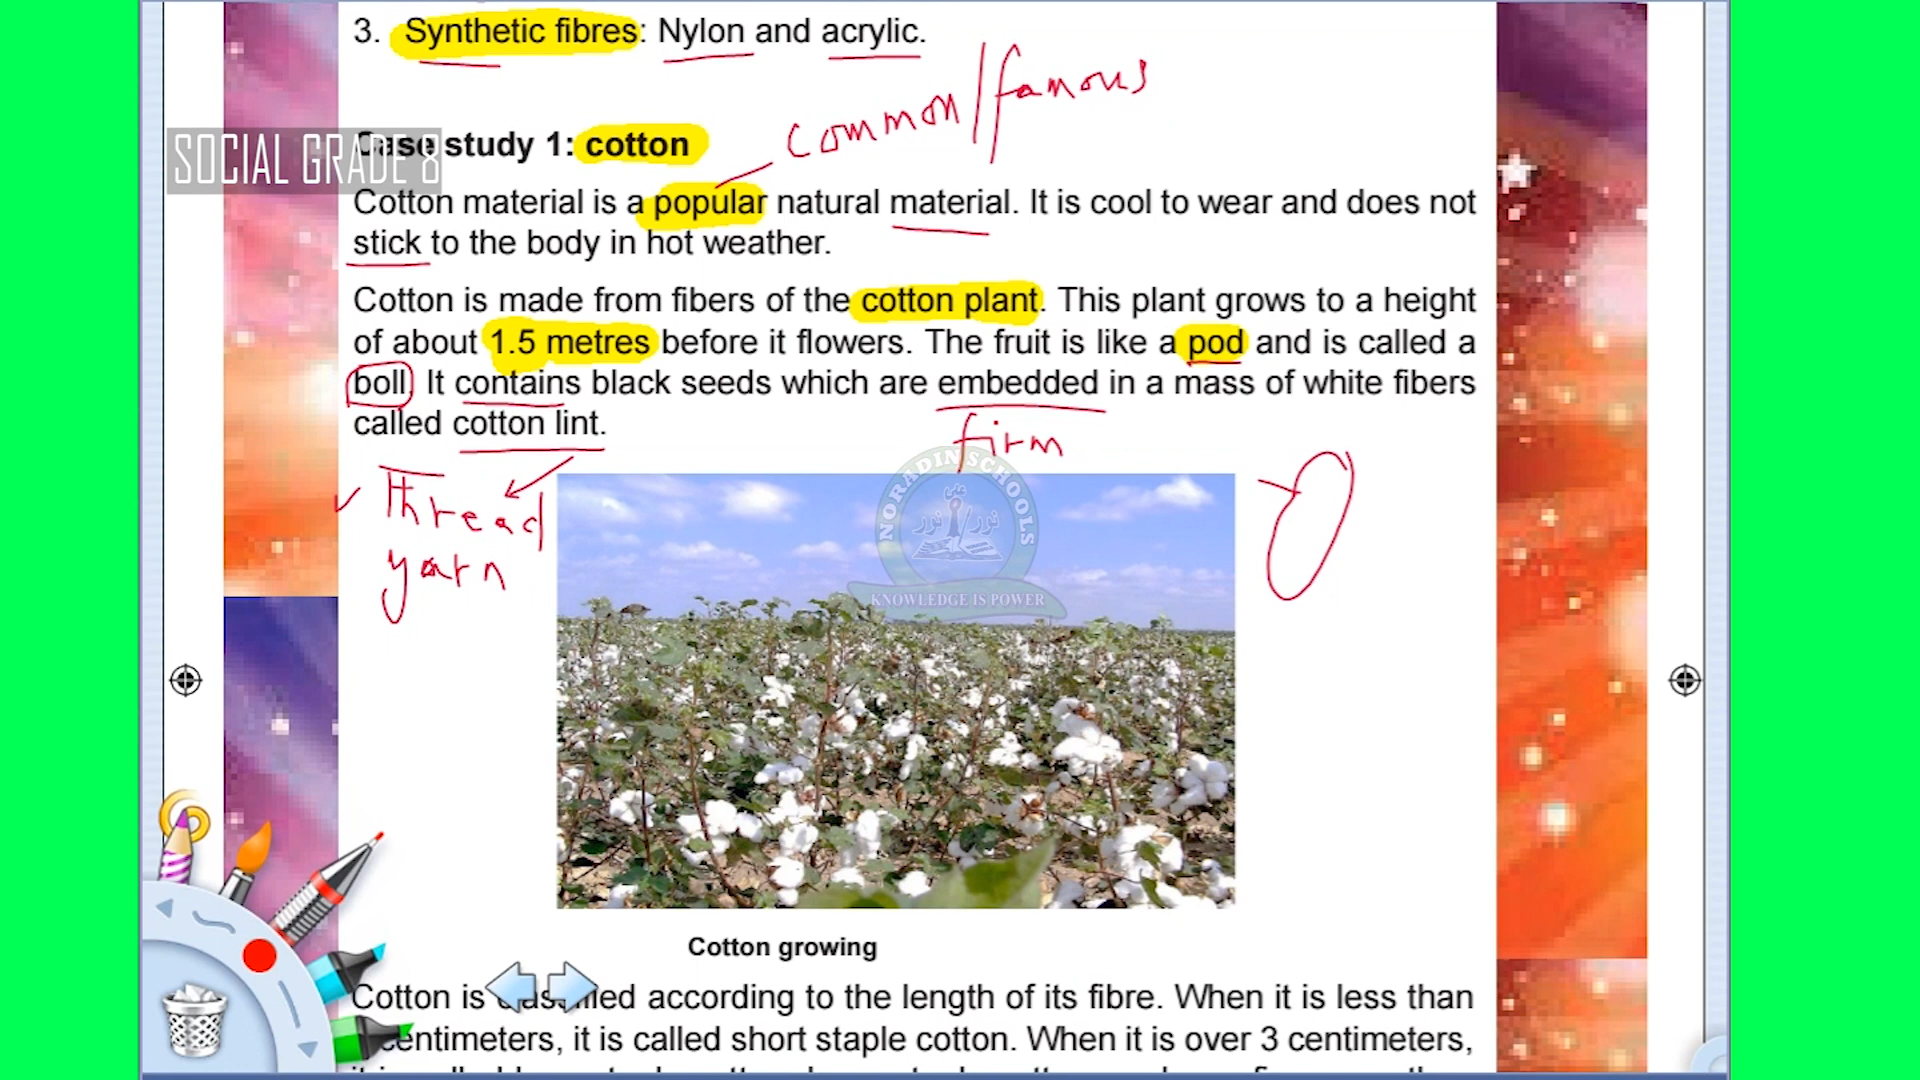 3. Synthetic fibres: Nylon and acrylic.
common/famous
SOCIAL GRADE 8
Case study 1: cotton
Cotton material is a popular natural material. It is cool to wear and does not
stick to the body in hot weather.
Cotton is made from fibers of the cotton plant. This plant grows to a height
of about 1.5 metres before it flowers. The fruit is like a pod and is called a
boll. It contains black seeds which are embedded in a mass of white fibers
called cotton lint.
firm
Thread
yarn
NORADIN SCHOOLS
علي
نور نور
KNOWLEDGE IS POWER
Cotton growing
Cotton is classified according to the length of its fibre. When it is less than
centimeters, it is called short staple cotton. When it is over 3 centimeters,